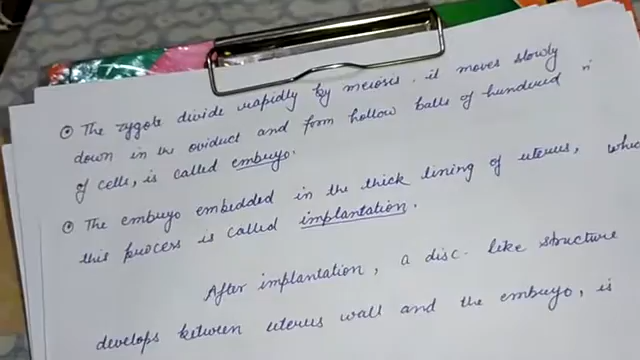 The zygote divide rapidly by meiosis. it moves slowly
down in the oviduct and form hollow balls of hundred
of cells, is called embryo.
The embryo embedded in the thick lining of uterus,
this process is called implantation.
After implantation, a disc-like structure
develops between uterus wall and the embryo, is